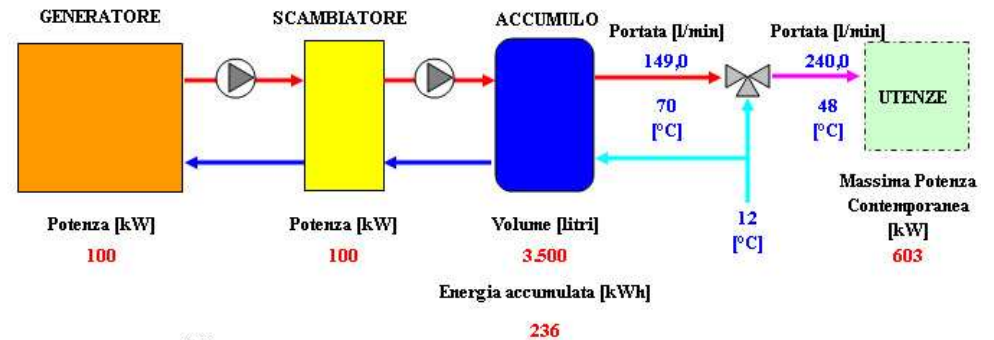 GENERATORE
SCAMBIATORE
ACCUMULO
Portata [l/min]
Portata [l/min]
149,0
240,0
70
[°C]
48
[°C]
UTENZE
12
[°C]
Potenza [kW]
100
Potenza [kW]
100
Volume [litri]
3.500
Massima Potenza
Contemporanea
[kW]
603
Energia accumulata [kWh]
236